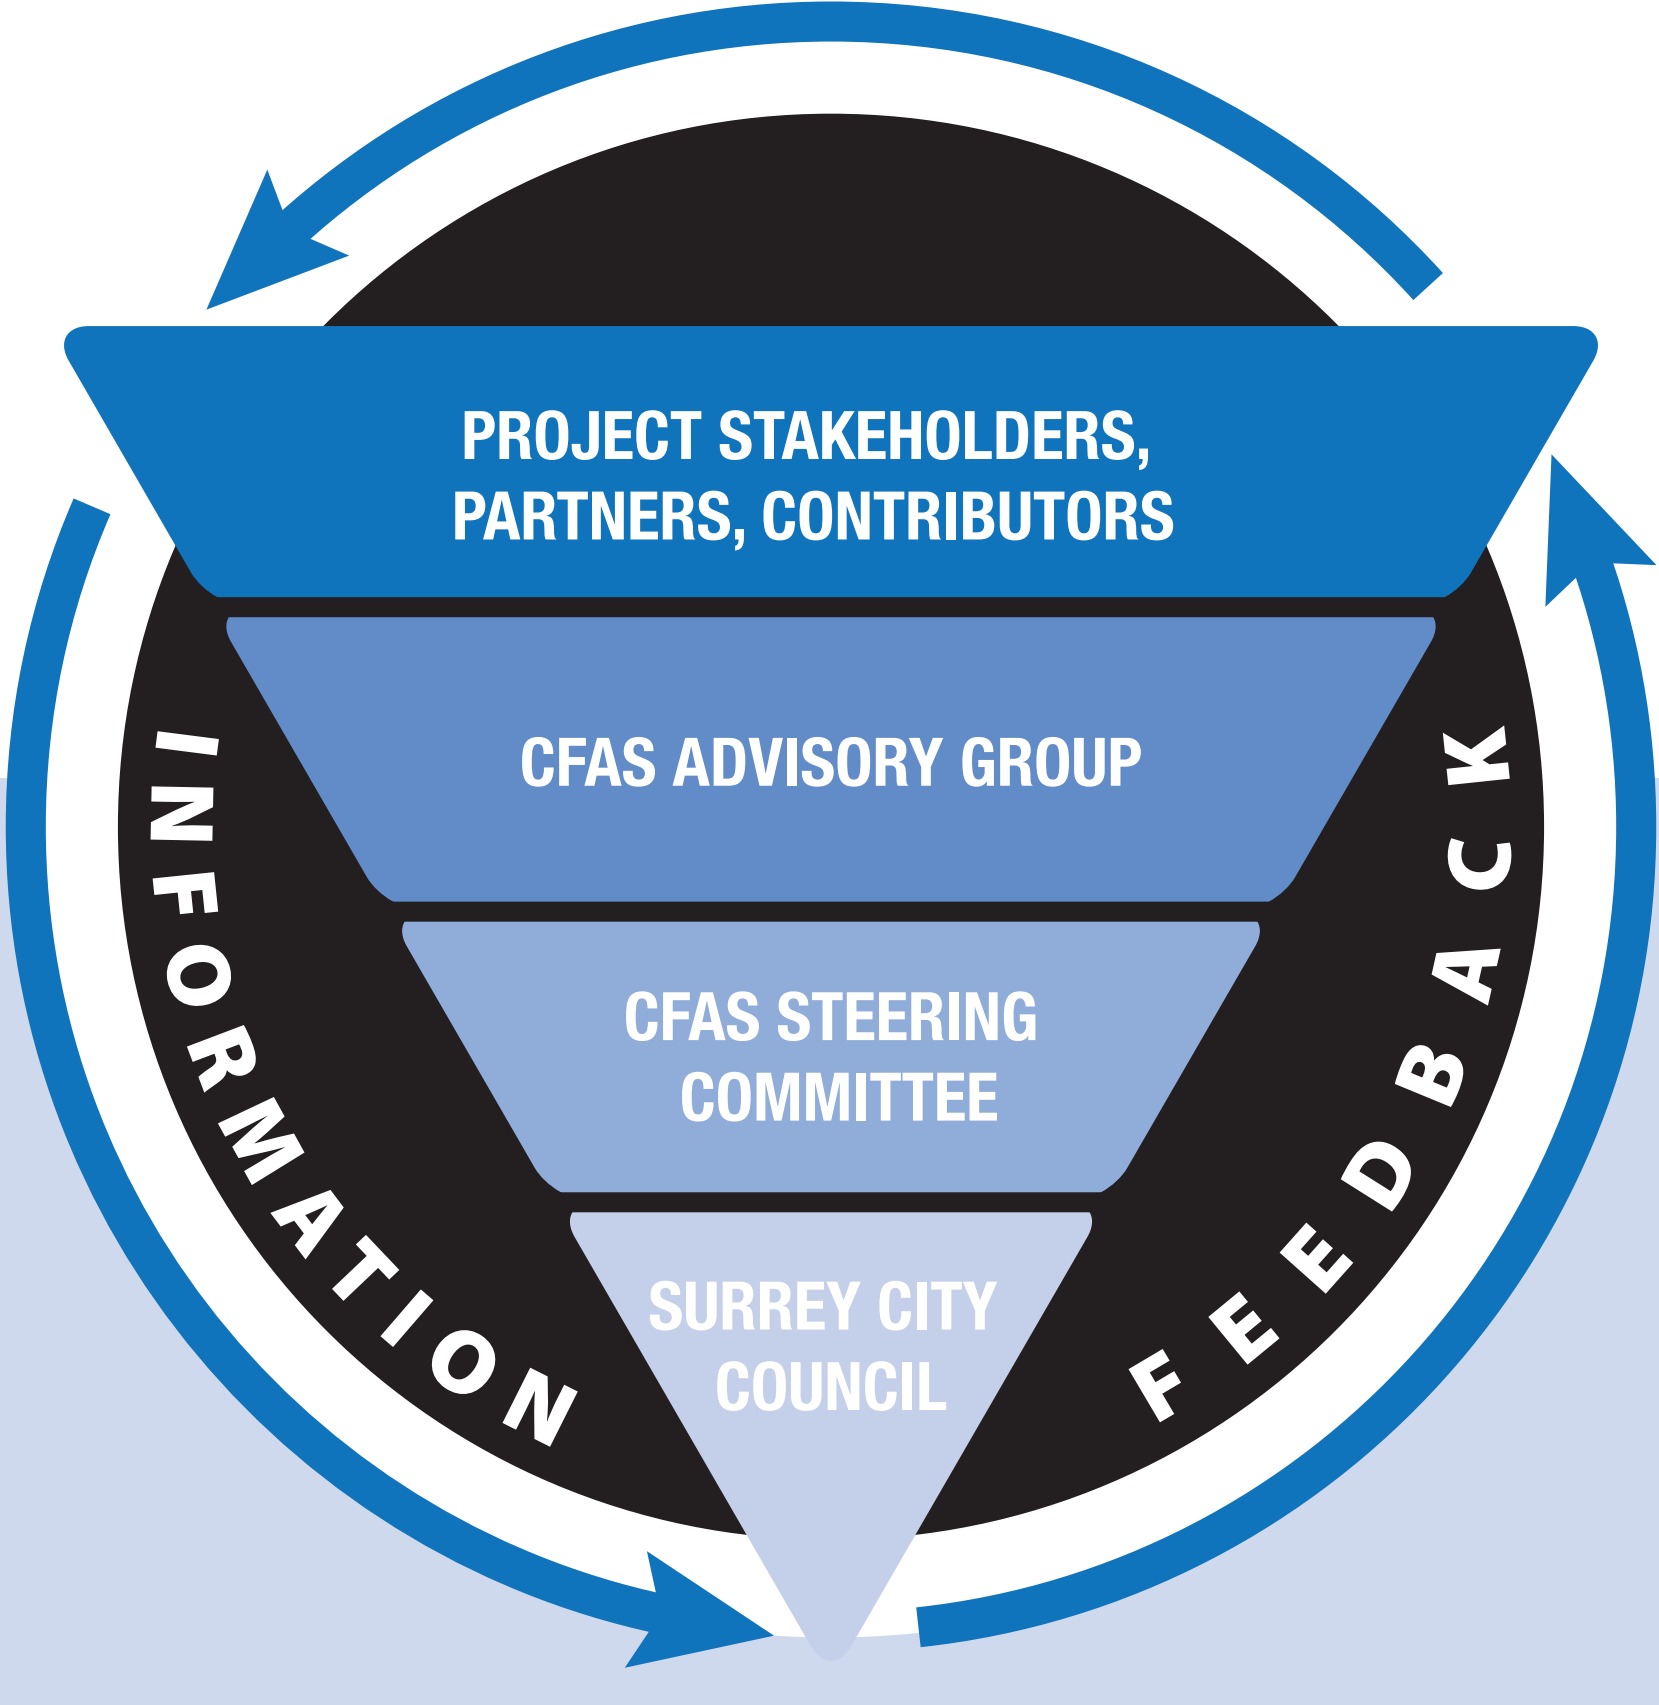 PROJECT STAKEHOLDERS,
PARTNERS, CONTRIBUTORS
CFAS ADVISORY GROUP
CFAS STEERING
COMMITTEE
SURREY CITY
COUNCIL
INFORMATION
FEEDBACK